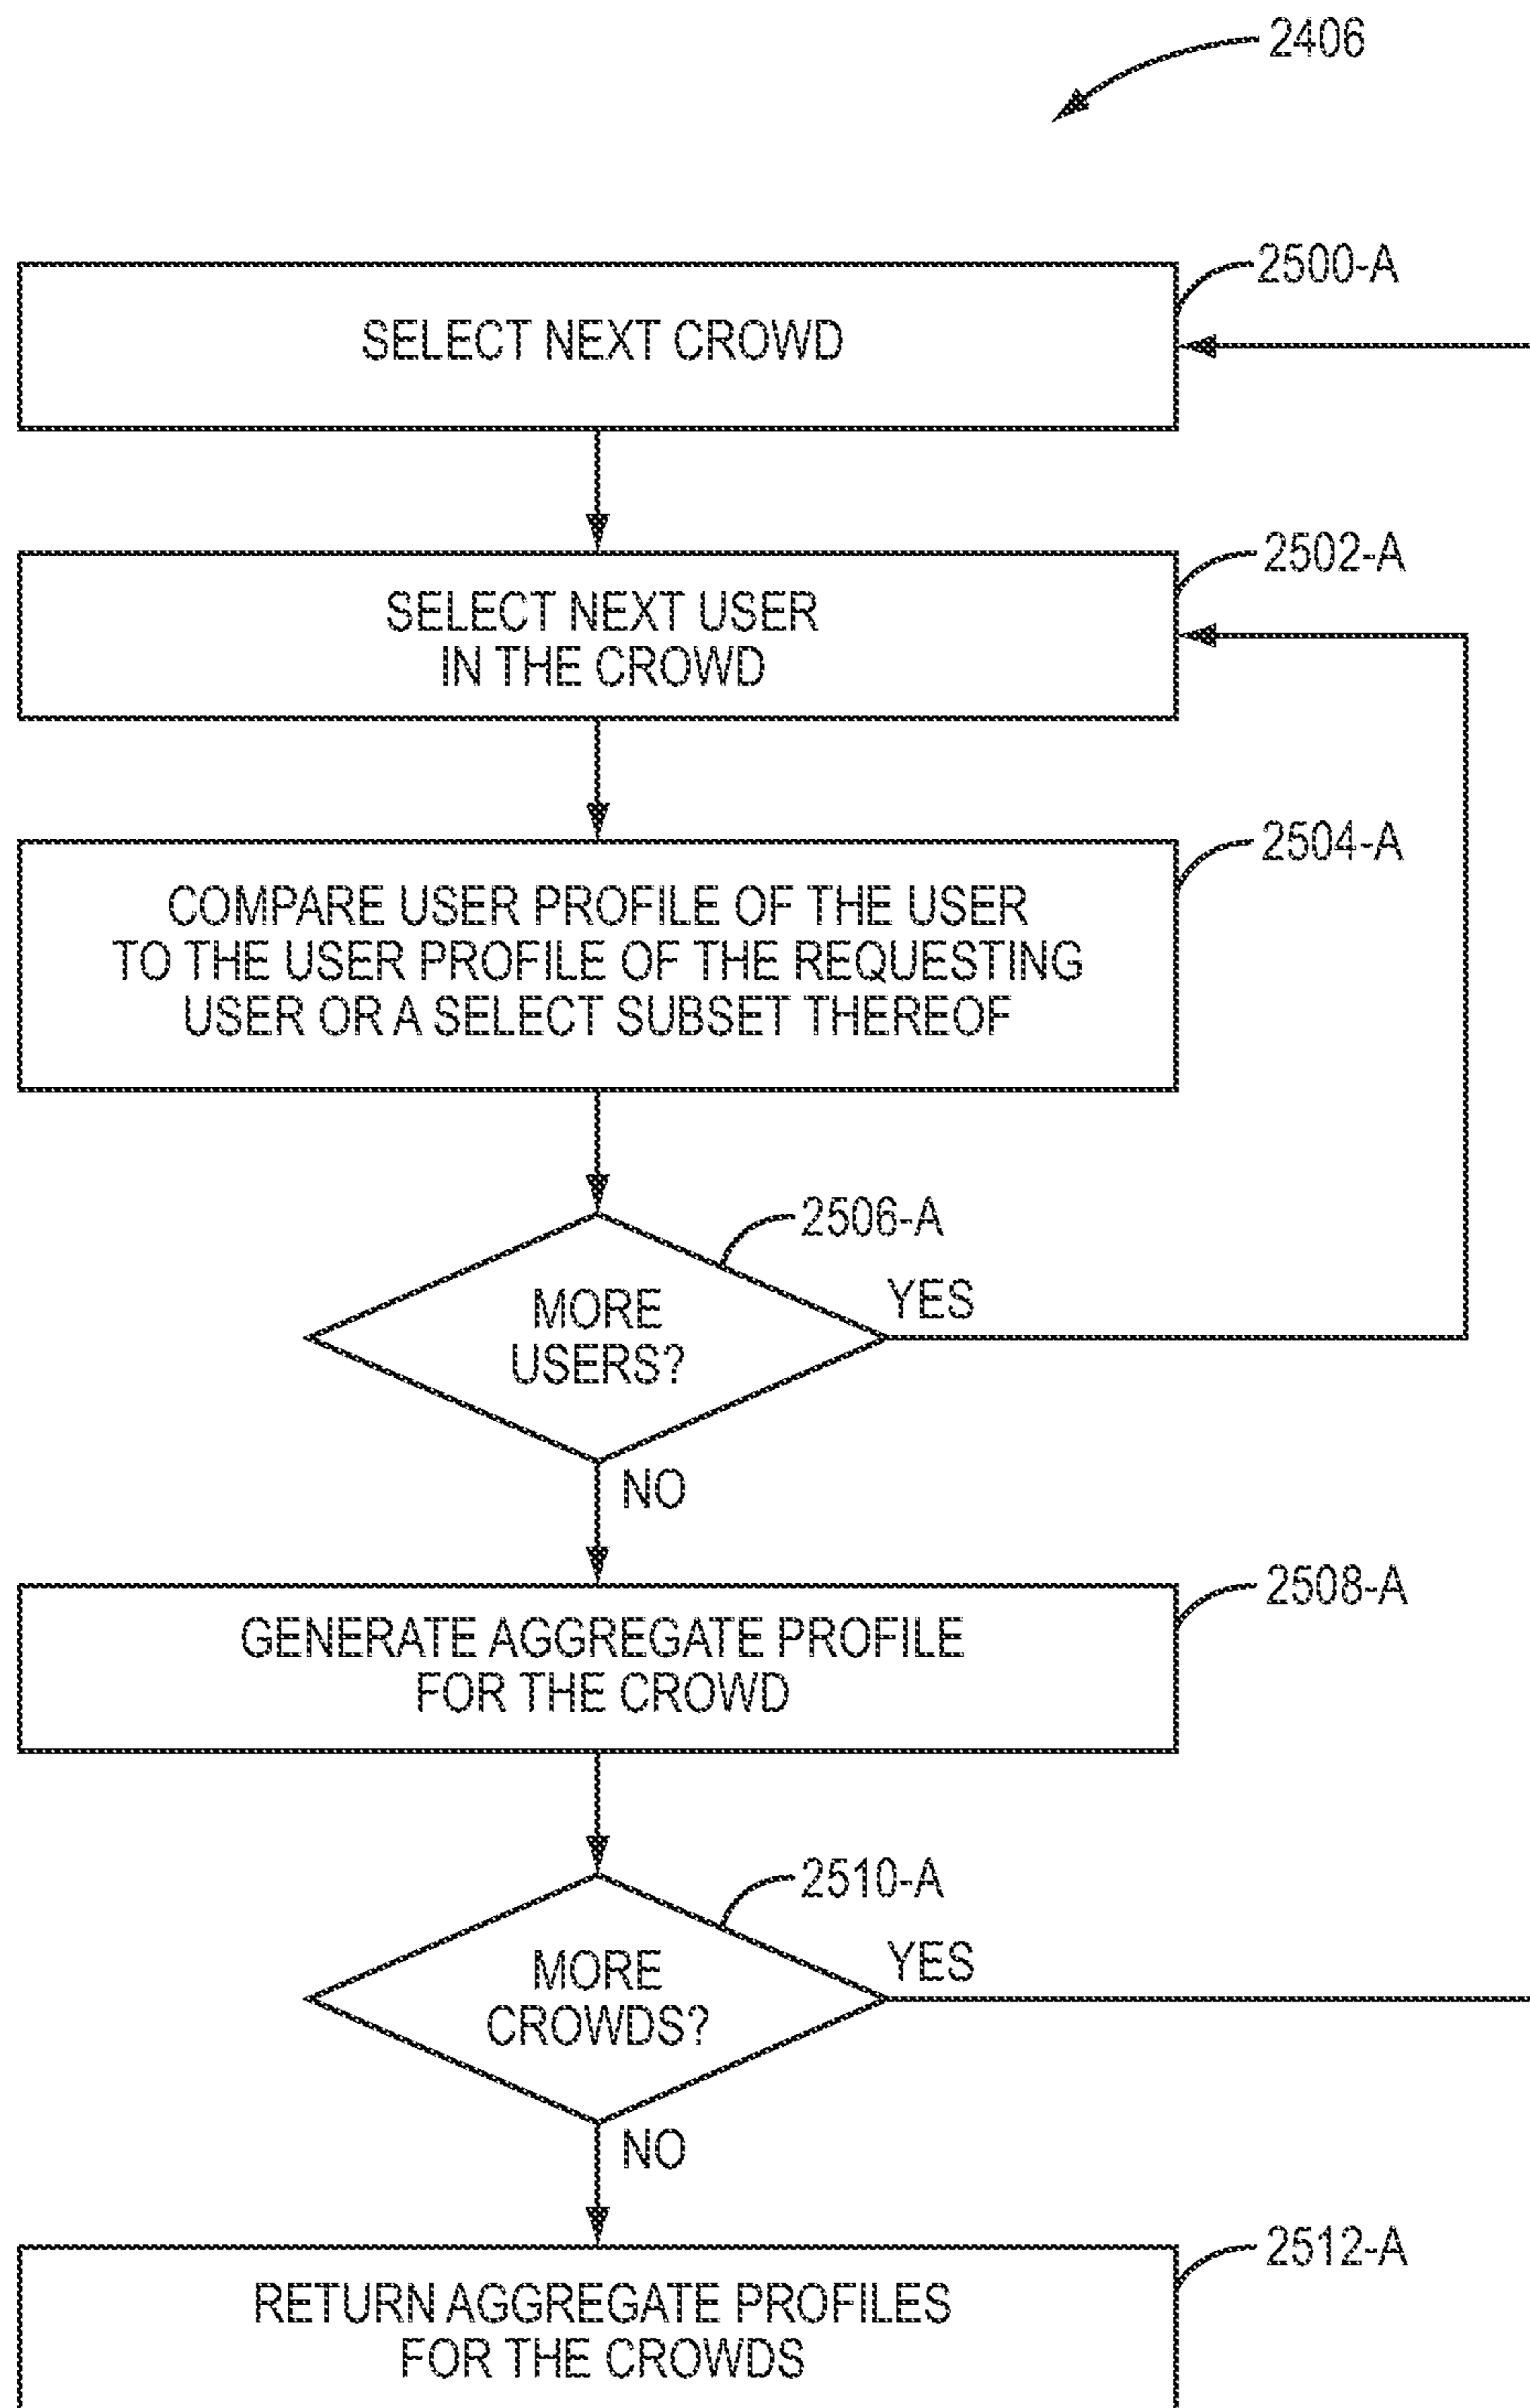 2406
2500-A
SELECT NEXT CROWD
2502-A
SELECT NEXT USER
IN THE CROWD
2504-A
COMPARE USER PROFILE OF THE USER
TO THE USER PROFILE OF THE REQUESTING
USER OR A SELECT SUBSET THEREOF
2506-A
MORE
USERS?
YES
NO
2508-A
GENERATE AGGREGATE PROFILE
FOR THE CROWD
2510-A
MORE
CROWDS?
YES
NO
2512-A
RETURN AGGREGATE PROFILES
FOR THE CROWDS